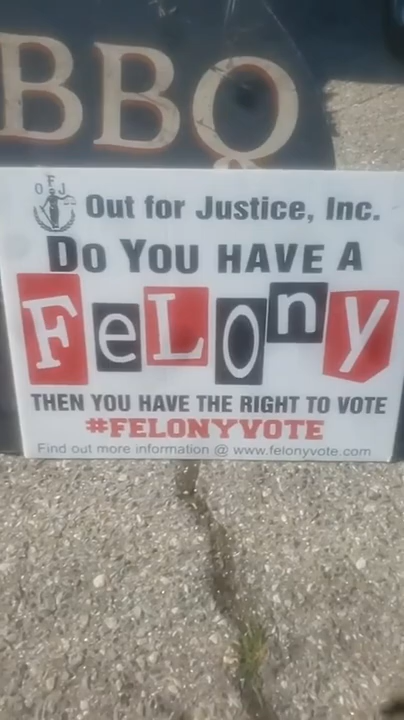 BBQ
OFJ
Out for Justice, Inc.
DO YOU HAVE A
FeLOny
THEN YOU HAVE THE RIGHT TO VOTE
#FELONYVOTE
Find out more information @ www.felonyvote.com